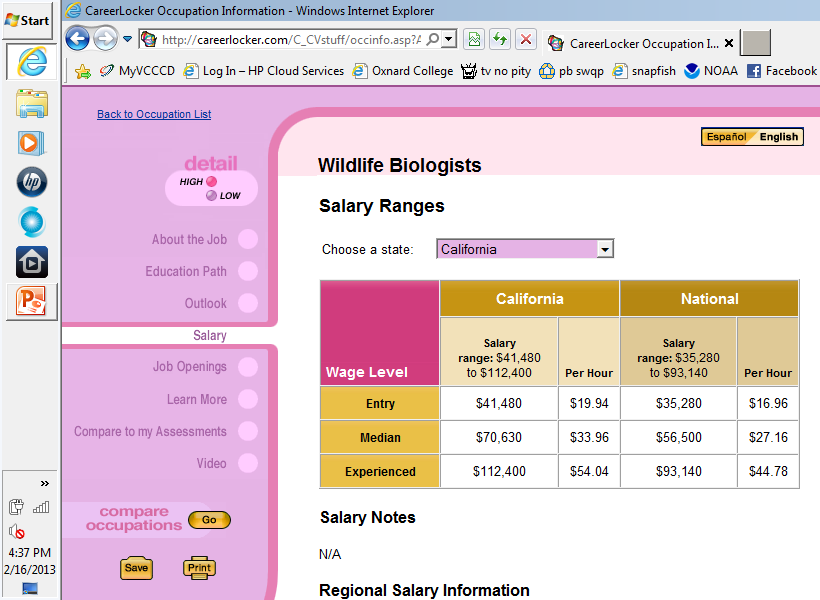 Start
CareerLocker Occupation Information - Windows Internet Explorer
http://careerlocker.com/C_CVstuff/occinfo.asp?A
CareerLocker Occupation I...
MyVCCCD
Log In – HP Cloud Services
Oxnard College
tv no pity
pb swqp
snapfish
NOAA
Facebook
hp
Back to Occupation List
detail
HIGH
LOW
About the Job
Education Path
Outlook
Salary
Job Openings
Learn More
Compare to my Assessments
Video
compare
occupations
Go
Save
Print
Español English
Wildlife Biologists
Salary Ranges
Choose a state: California
California National
Wage Level
Salary
range: $41,480
to $112,400
Per Hour
Salary
range: $35,280
to $93,140
Per Hour
Entry $41,480 $19.94 $35,280 $16.96
Median $70,630 $33.96 $56,500 $27.16
Experienced $112,400 $54.04 $93,140 $44.78
Salary Notes
N/A
Regional Salary Information
4:37 PM
2/16/2013